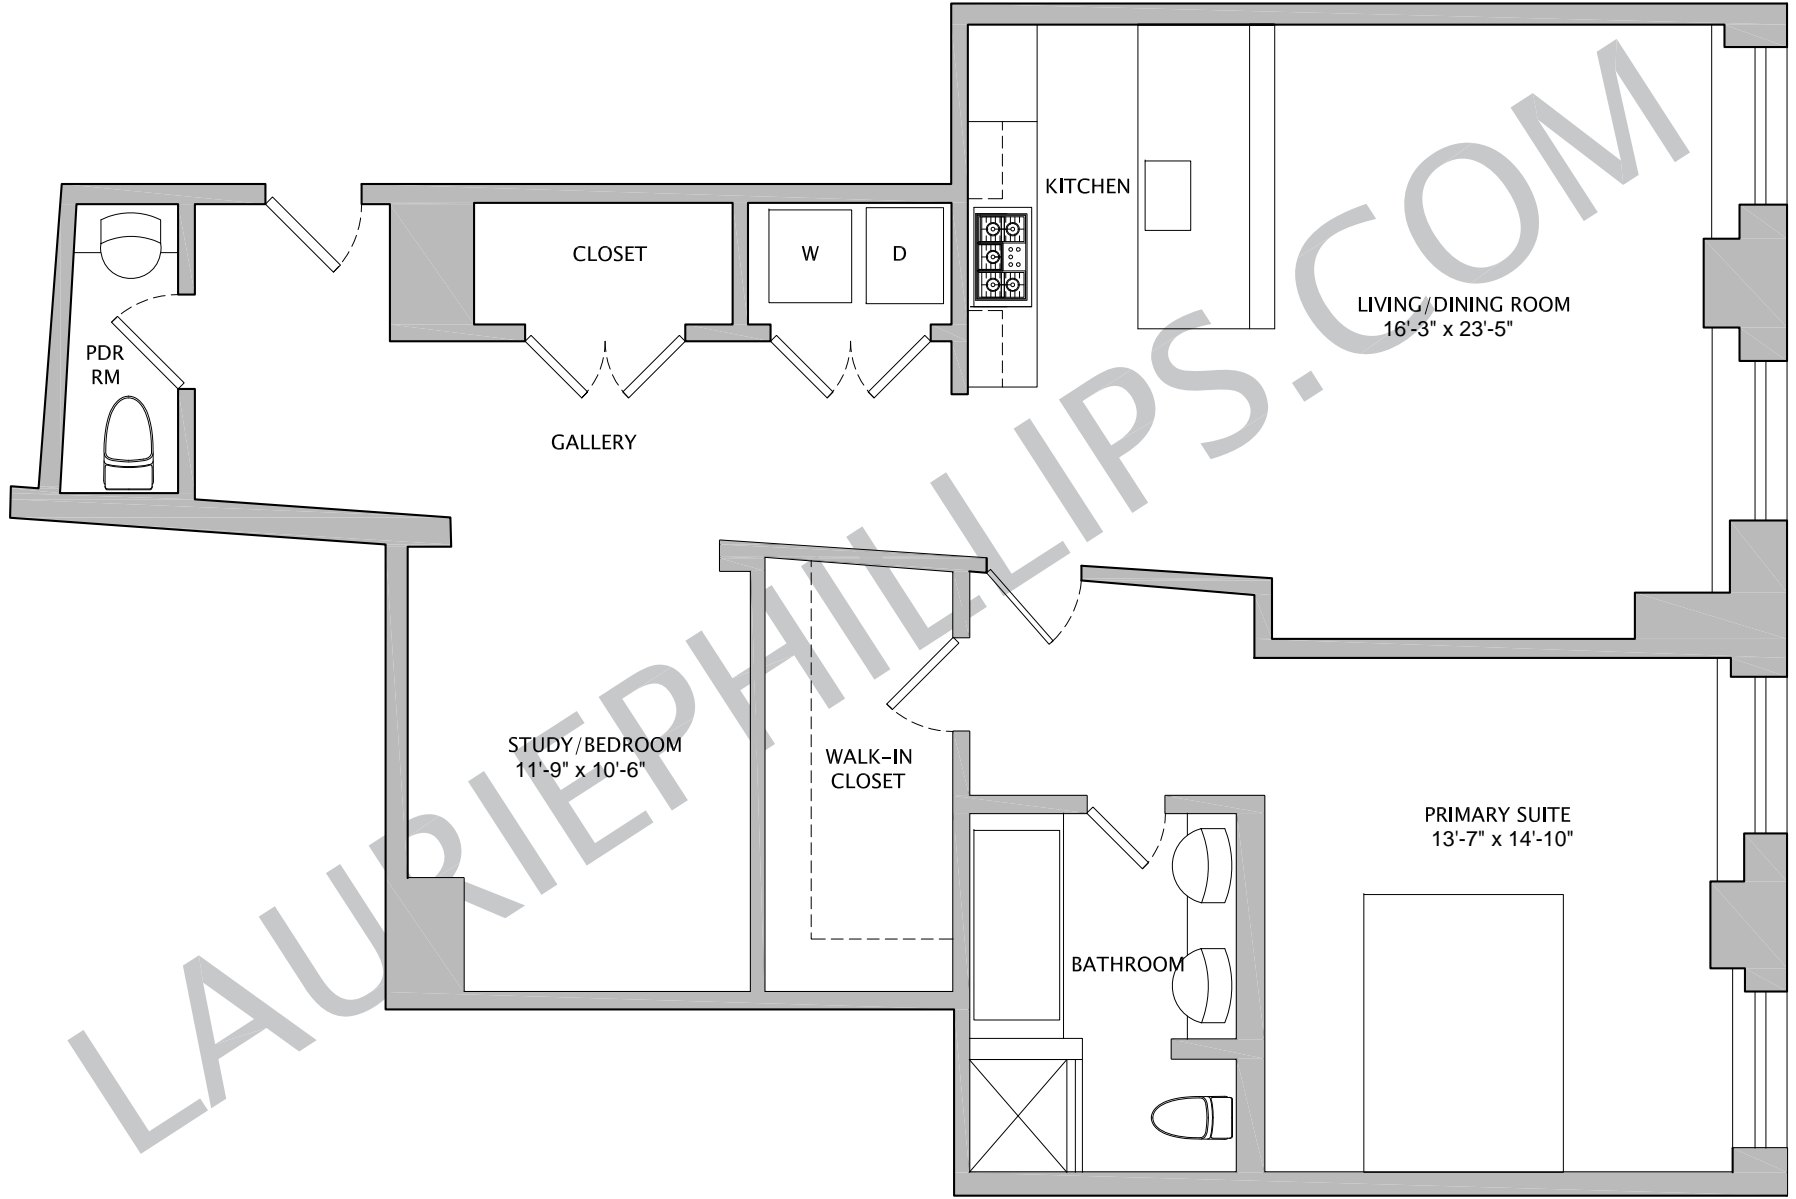 KITCHEN
CLOSET
W
D
LIVING/DINING ROOM
16'-3" x 23'-5"
PDR
RM
GALLERY
STUDY/BEDROOM
11'-9" x 10'-6"
WALK-IN
CLOSET
PRIMARY SUITE
13'-7" x 14'-10"
BATHROOM
LAURIEPHILLIPS.COM